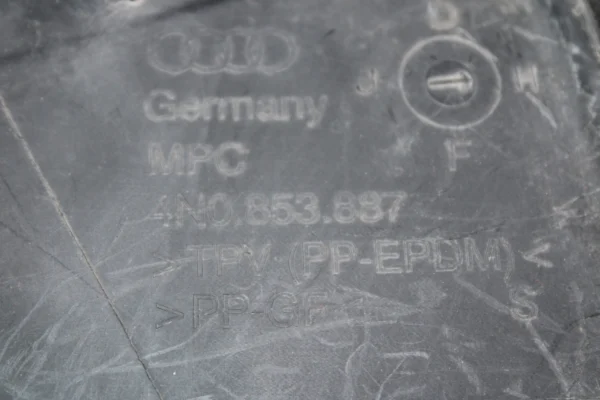 D
J H
Germany
MPC
F
4N0.853.887
>TPV-(PP-EPDM)<
>PP-GF
S